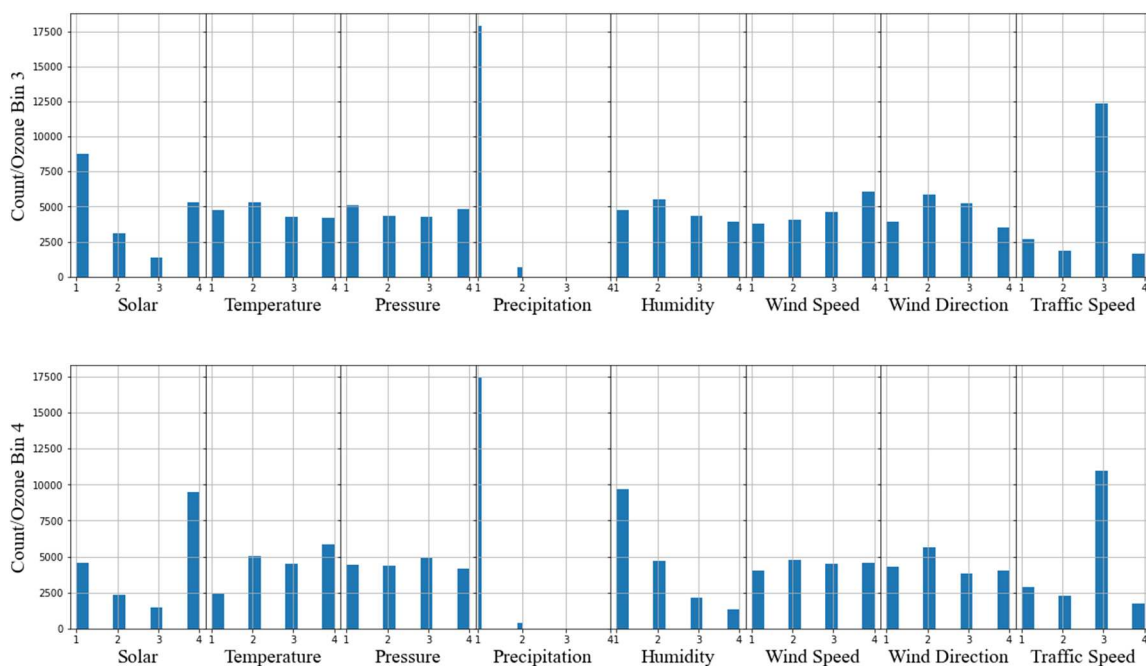 Count/Ozone Bin 3
17500
15000
12500
10000
7500
5000
2500
0
1 2 3 4 1 2 3 4 1 2 3 4 1 2 3 4 1 2 3 4 1 2 3 4 1 2 3 4 1 2 3 4
Solar Temperature Pressure Precipitation Humidity Wind Speed Wind Direction Traffic Speed
Count/Ozone Bin 4
17500
15000
12500
10000
7500
5000
2500
0
1 2 3 4 1 2 3 4 1 2 3 4 1 2 3 4 1 2 3 4 1 2 3 4 1 2 3 4 1 2 3 4
Solar Temperature Pressure Precipitation Humidity Wind Speed Wind Direction Traffic Speed